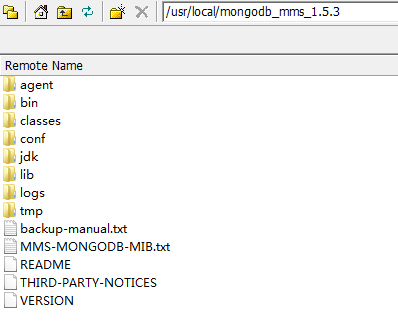 /usr/local/mongodb_mms_1.5.3
Remote Name
agent
bin
classes
conf
jdk
lib
logs
tmp
backup-manual.txt
MMS-MONGODB-MIB.txt
README
THIRD-PARTY-NOTICES
VERSION